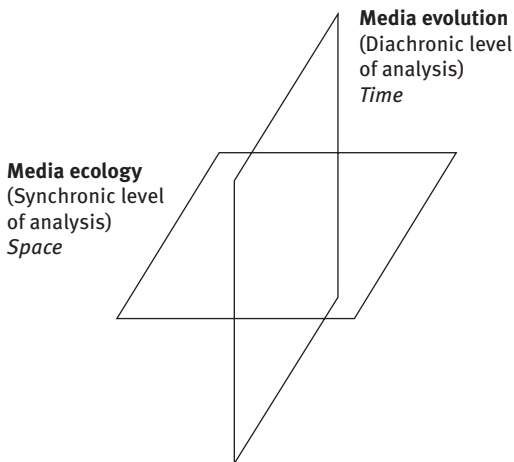 Media evolution
(Diachronic level
of analysis)
Time
Media ecology
(Synchronic level
of analysis)
Space